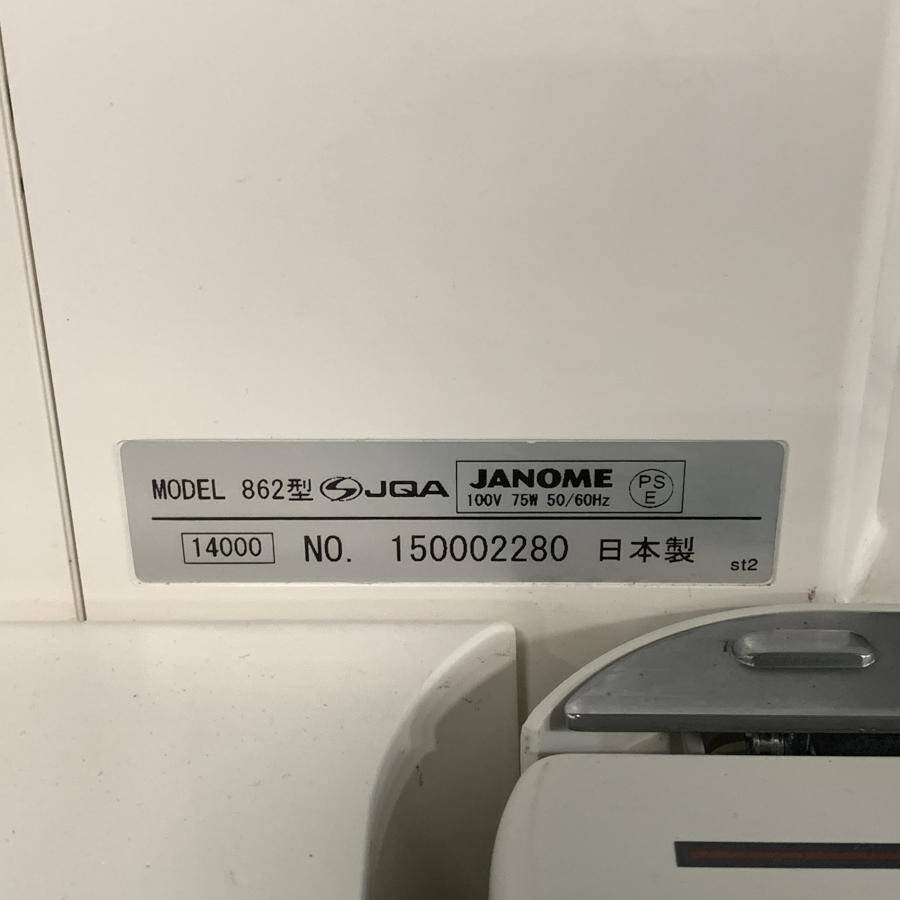 MODEL 862型 JQA JANOME
100V 75W 50/60Hz PS
E
14000 NO. 150002280 日本製 st2